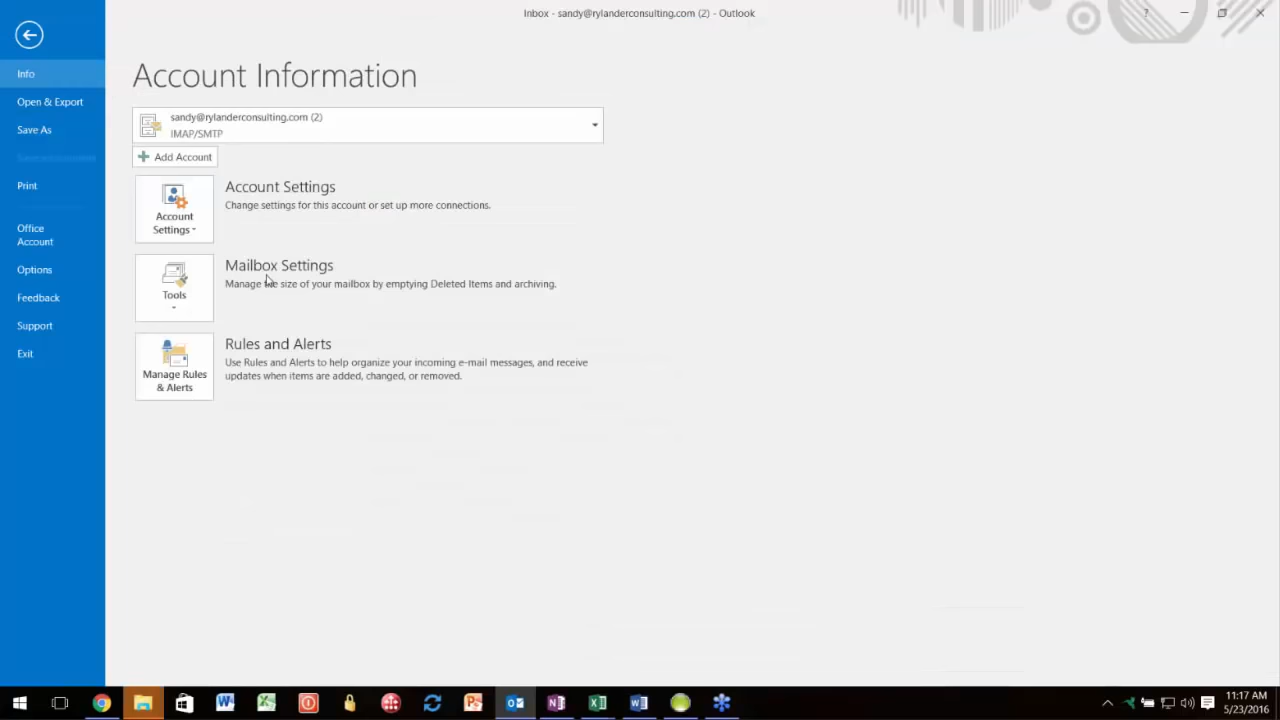 Inbox - sandy@rylanderconsulting.com (2) - Outlook
?
Info
Open & Export
Save As
Print
Office
Account
Options
Feedback
Support
Exit
Account Information
sandy@rylanderconsulting.com (2)
IMAP/SMTP
Add Account
Account
Settings
Account Settings
Change settings for this account or set up more connections.
Tools
Mailbox Settings
Manage the size of your mailbox by emptying Deleted Items and archiving.
Manage Rules
& Alerts
Rules and Alerts
Use Rules and Alerts to help organize your incoming e-mail messages, and receive
updates when items are added, changed, or removed.
11:17 AM
5/23/2016